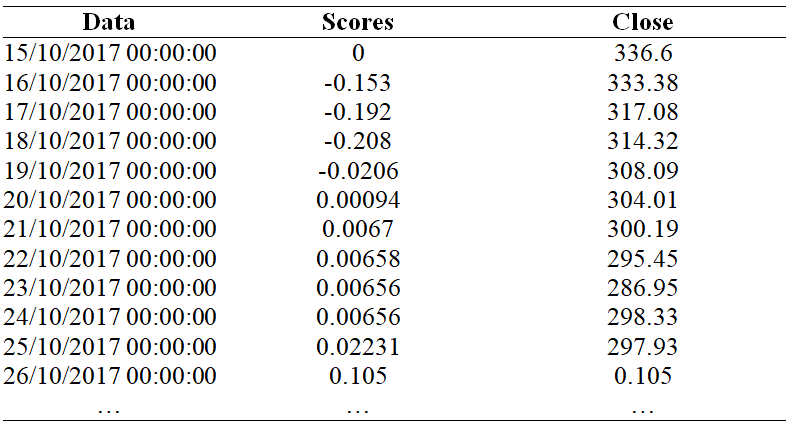 Data Scores Close
15/10/2017 00:00:00 0 336.6
16/10/2017 00:00:00 -0.153 333.38
17/10/2017 00:00:00 -0.192 317.08
18/10/2017 00:00:00 -0.208 314.32
19/10/2017 00:00:00 -0.0206 308.09
20/10/2017 00:00:00 0.00094 304.01
21/10/2017 00:00:00 0.0067 300.19
22/10/2017 00:00:00 0.00658 295.45
23/10/2017 00:00:00 0.00656 286.95
24/10/2017 00:00:00 0.00656 298.33
25/10/2017 00:00:00 0.02231 297.93
26/10/2017 00:00:00 0.105 0.105
… … …